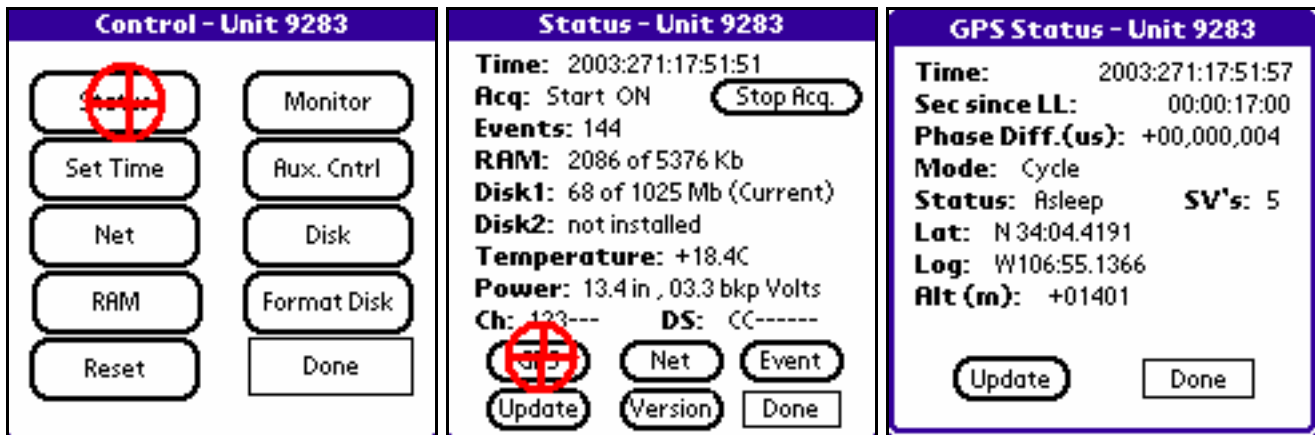 Control - Unit 9283
Status
Monitor
Set Time
Aux. Cntrl
Net
Disk
RAM
Format Disk
Reset
Done
Status - Unit 9283
Time: 2003:271:17:51:51
Acq: Start ON Stop Acq.
Events: 144
RAM: 2086 of 5376 Kb
Disk1: 68 of 1025 Mb (Current)
Disk2: not installed
Temperature: +18.4C
Power: 13.4 in , 03.3 bkp Volts
Ch: 123--- DS: CC------
GPS Net Event
Update Version Done
GPS Status - Unit 9283
Time: 2003:271:17:51:57
Sec since LL: 00:00:17:00
Phase Diff.(us): +00,000,004
Mode: Cycle
Status: Asleep SV's: 5
Lat: N 34:04.4191
Log: W106:55.1366
Alt (m): +01401
Update Done